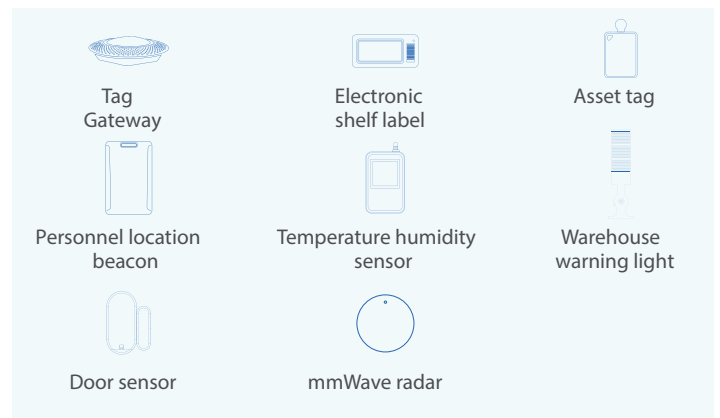 Tag
Gateway
Electronic
shelf label
Asset tag
Personnel location
beacon
Temperature humidity
sensor
Warehouse
warning light
Door sensor
mmWave radar